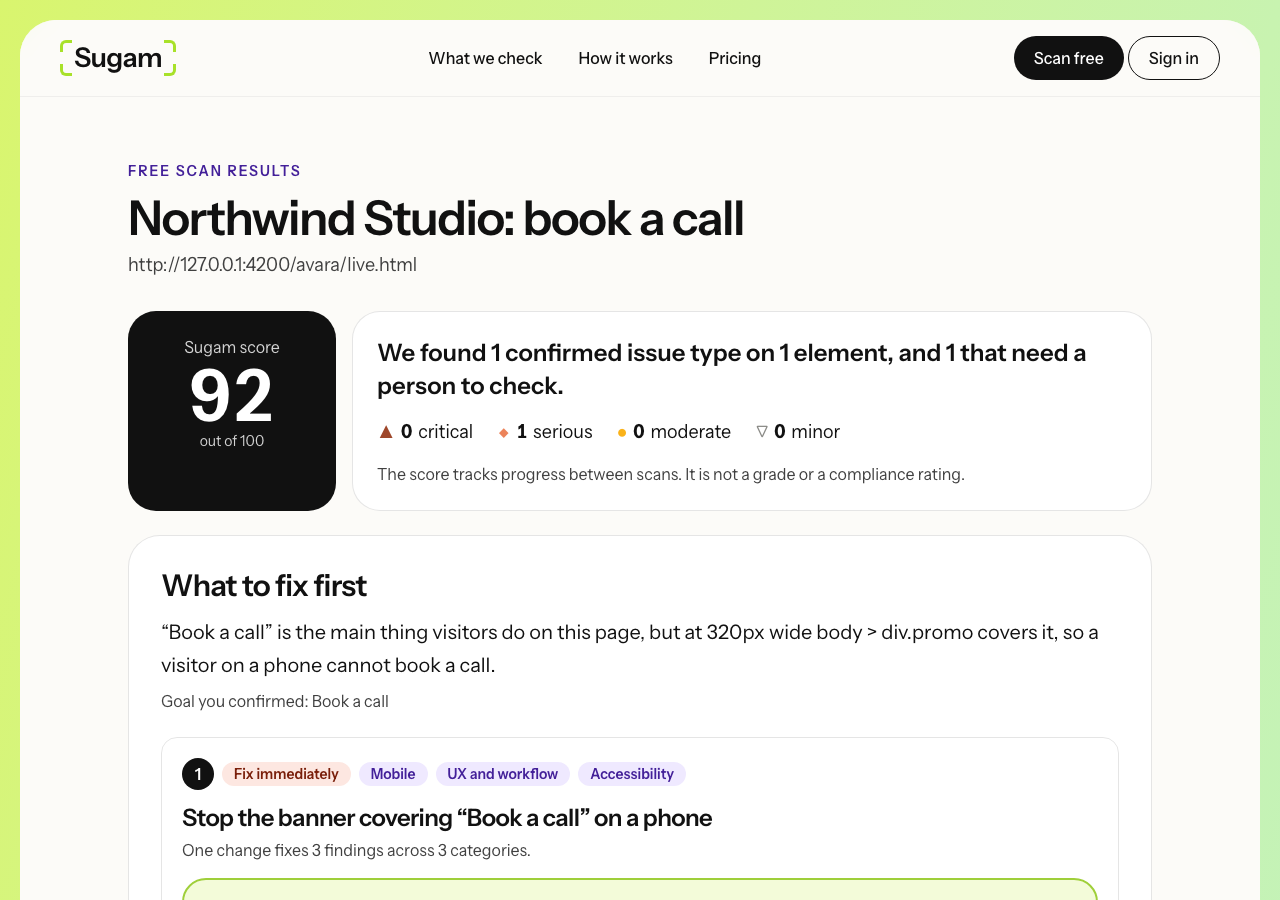 Sugam
What we check
How it works
Pricing
Scan free
Sign in
FREE SCAN RESULTS
Northwind Studio: book a call
http://127.0.0.1:4200/avara/live.html
Sugam score
92
out of 100
We found 1 confirmed issue type on 1 element, and 1 that need a
person to check.
0 critical
1 serious
0 moderate
0 minor
The score tracks progress between scans. It is not a grade or a compliance rating.
What to fix first
“Book a call” is the main thing visitors do on this page, but at 320px wide body > div.promo covers it, so a
visitor on a phone cannot book a call.
Goal you confirmed: Book a call
1
Fix immediately
Mobile
UX and workflow
Accessibility
Stop the banner covering “Book a call” on a phone
One change fixes 3 findings across 3 categories.